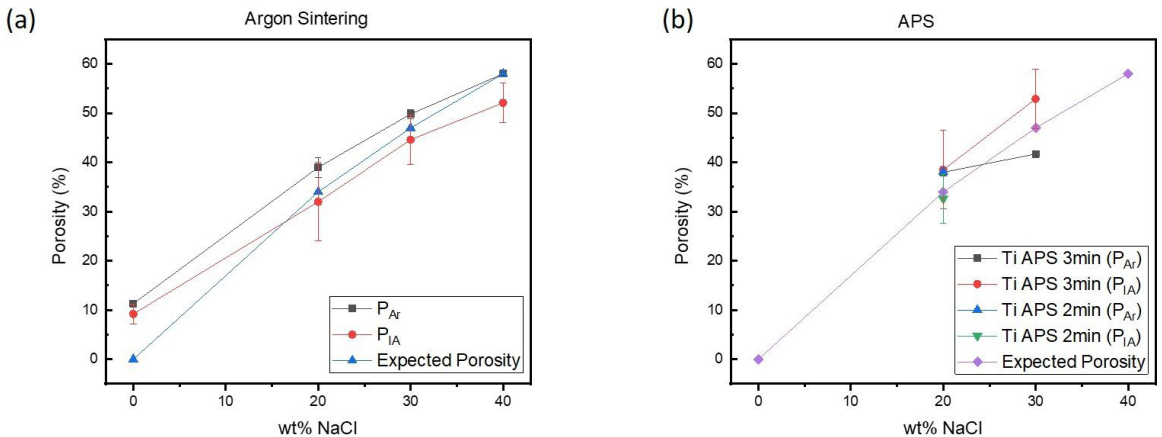 (a)
Argon Sintering
Porosity (%)
60
50
40
30
20
10
0
P_Ar
P_IA
Expected Porosity
0 10 20 30 40
wt% NaCl
(b)
APS
Porosity (%)
60
50
40
30
20
10
0
Ti APS 3min (P_Ar)
Ti APS 3min (P_IA)
Ti APS 2min (P_Ar)
Ti APS 2min (P_IA)
Expected Porosity
0 10 20 30 40
wt% NaCl